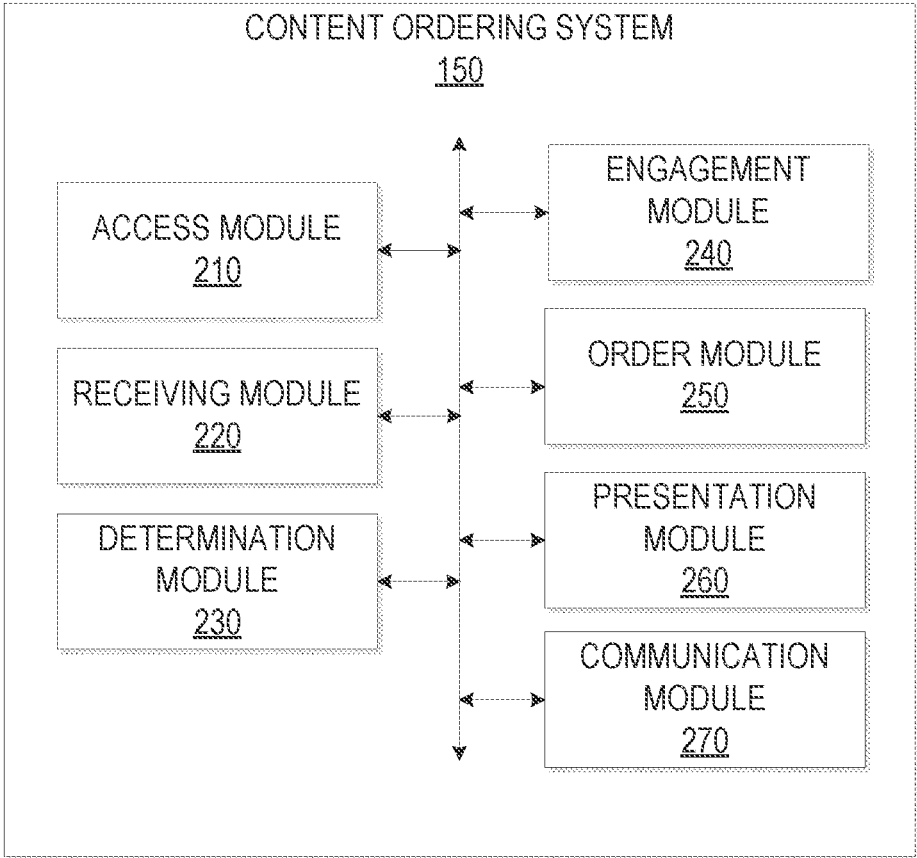 CONTENT ORDERING SYSTEM
150
ACCESS MODULE
210
RECEIVING MODULE
220
DETERMINATION
MODULE
230
ENGAGEMENT
MODULE
240
ORDER MODULE
250
PRESENTATION
MODULE
260
COMMUNICATION
MODULE
270